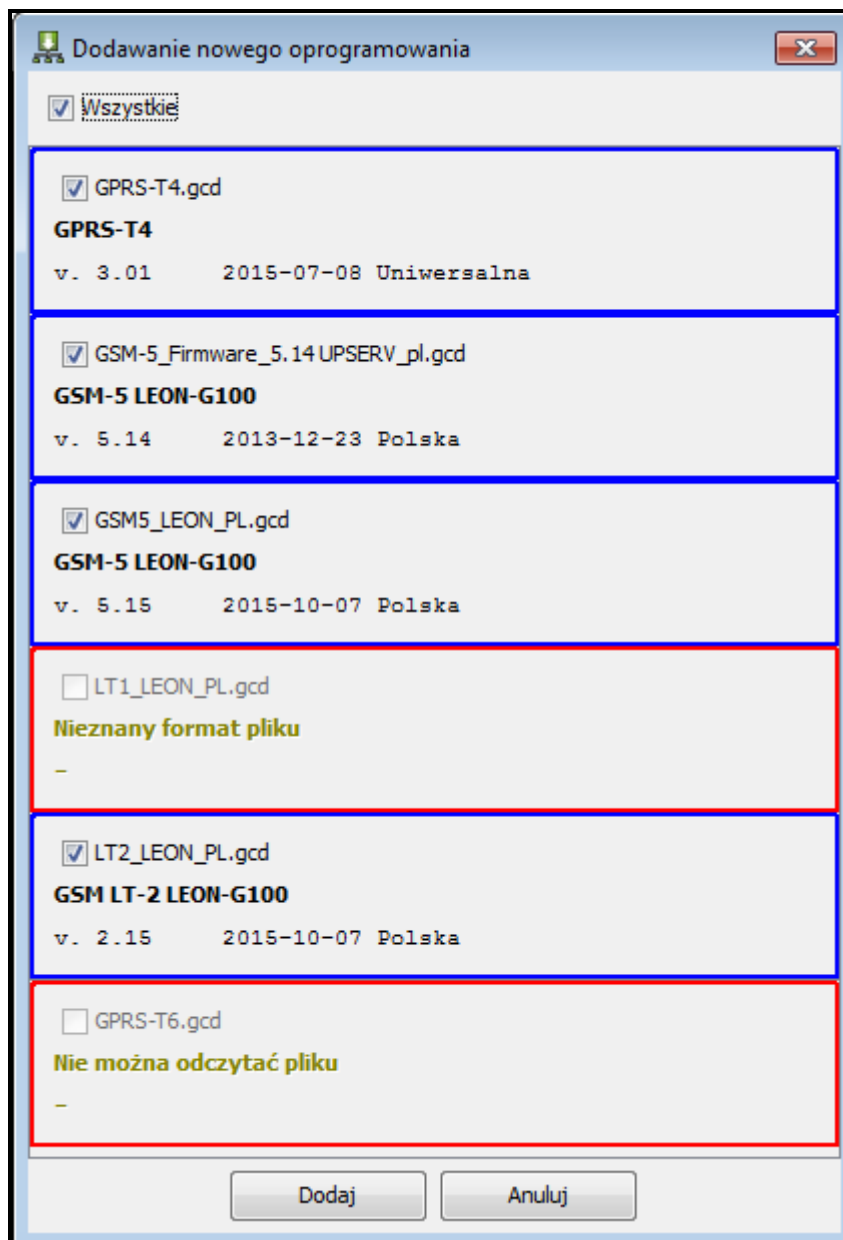 Dodawanie nowego oprogramowania
Wszystkie
GPRS-T4.gcd
GPRS-T4
v. 3.01 2015-07-08 Uniwersalna
GSM-5_Firmware_5.14 UPSERV_pl.gcd
GSM-5 LEON-G100
v. 5.14 2013-12-23 Polska
GSM5_LEON_PL.gcd
GSM-5 LEON-G100
v. 5.15 2015-10-07 Polska
LT1_LEON_PL.gcd
Nieznany format pliku
–
LT2_LEON_PL.gcd
GSM LT-2 LEON-G100
v. 2.15 2015-10-07 Polska
GPRS-T6.gcd
Nie można odczytać pliku
–
Dodaj Anuluj